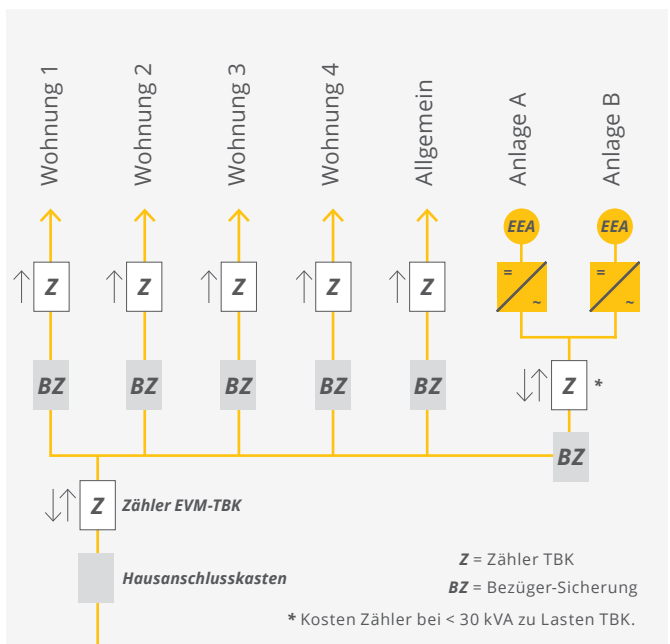 Wohnung 1
Wohnung 2
Wohnung 3
Wohnung 4
Allgemein
Anlage A
Anlage B
EEA
EEA
=
~
=
~
Z
Z
Z
Z
Z
BZ
BZ
BZ
BZ
BZ
Z *
BZ
Z Zähler EVM-TBK
Hausanschlusskasten
Z = Zähler TBK
BZ = Bezüger-Sicherung
* Kosten Zähler bei < 30 kVA zu Lasten TBK.